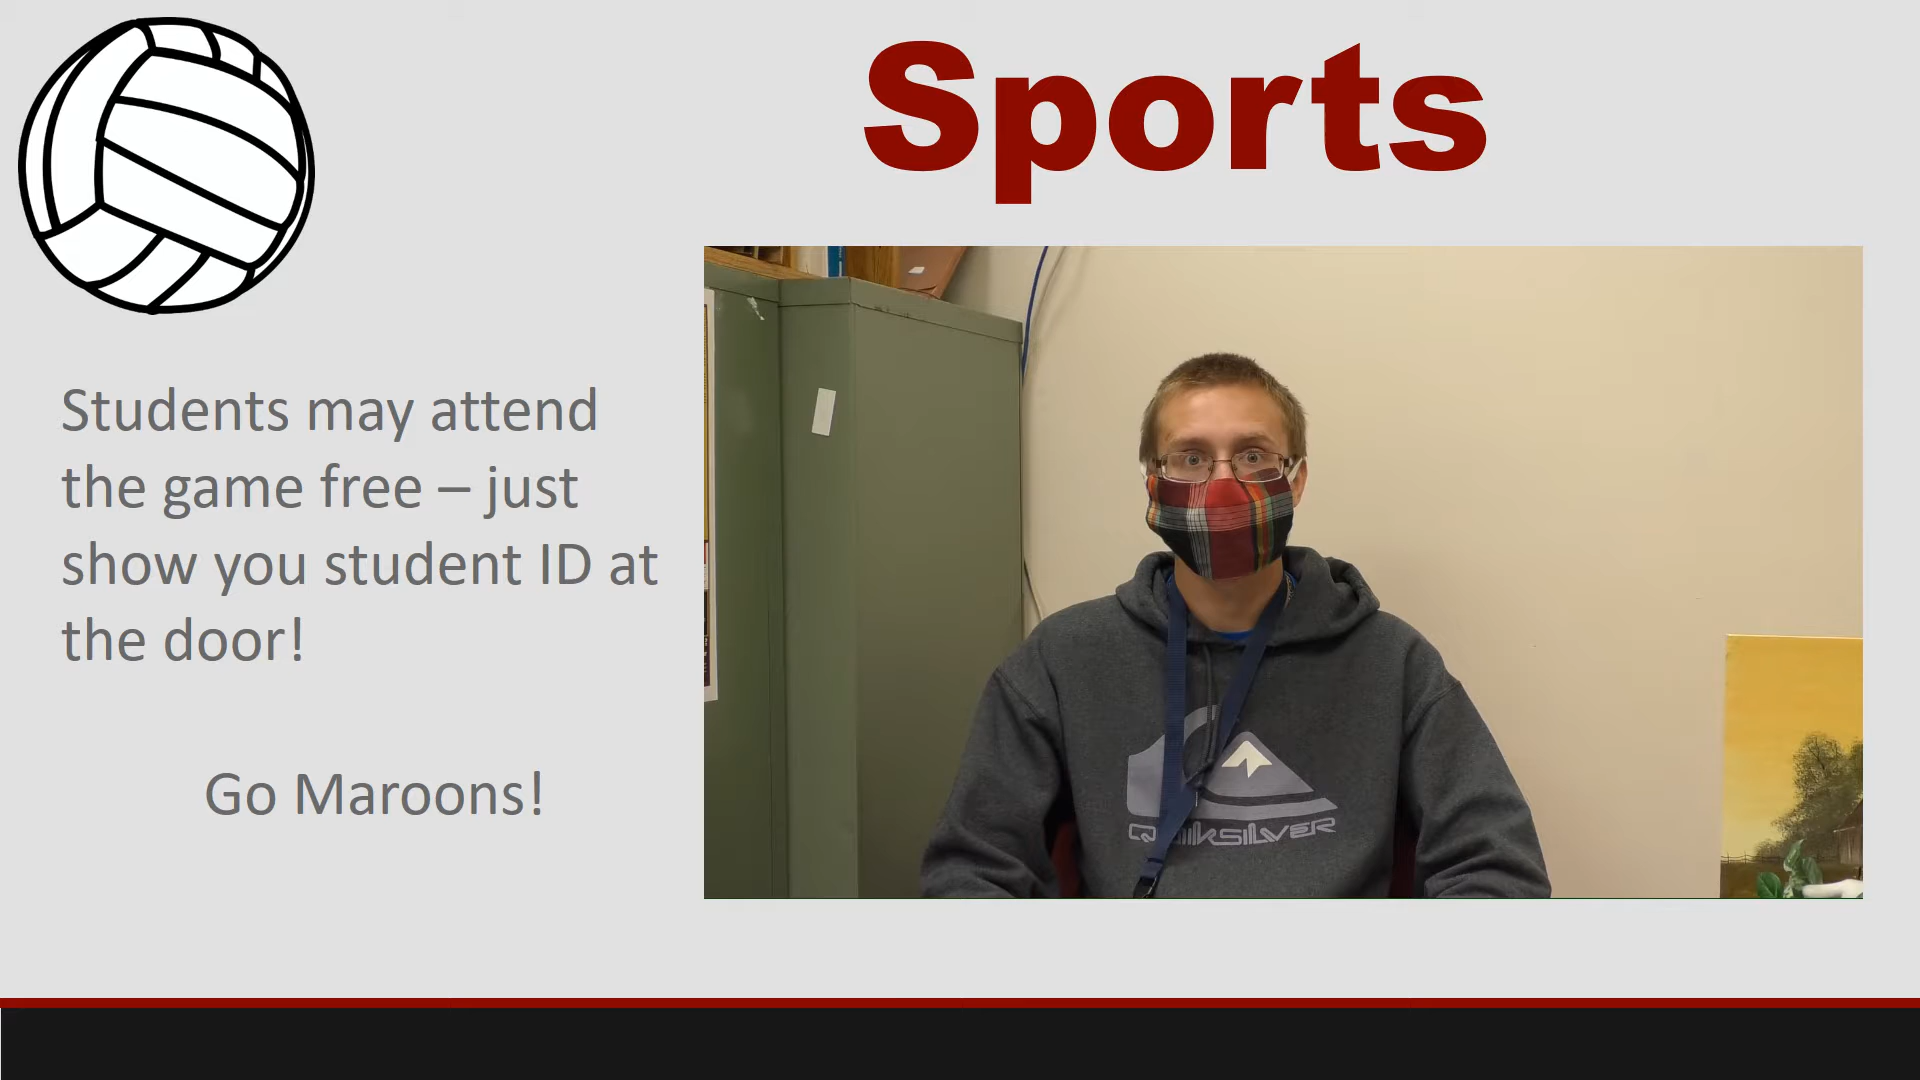 Sports
Students may attend
the game free – just
show you student ID at
the door!
Go Maroons!
QUIKSILVER